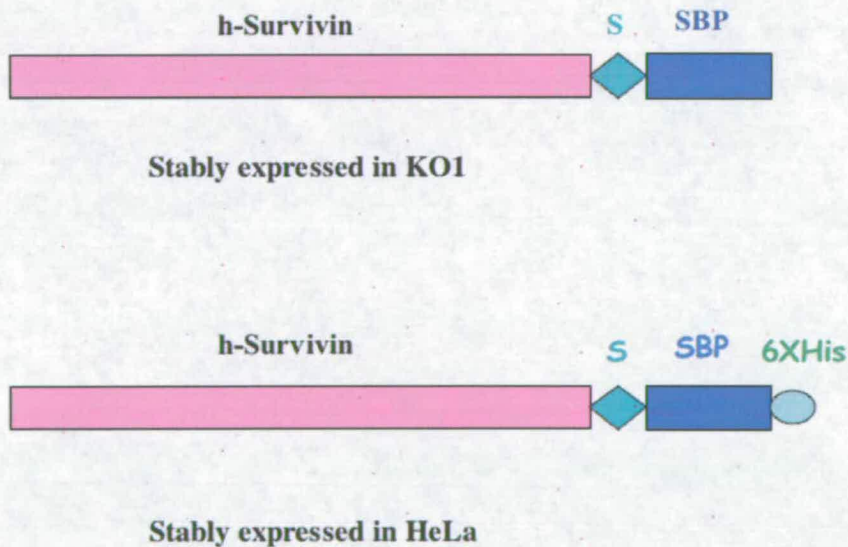 h-Survivin S SBP
Stably expressed in KO1
h-Survivin S SBP 6XHis
Stably expressed in HeLa